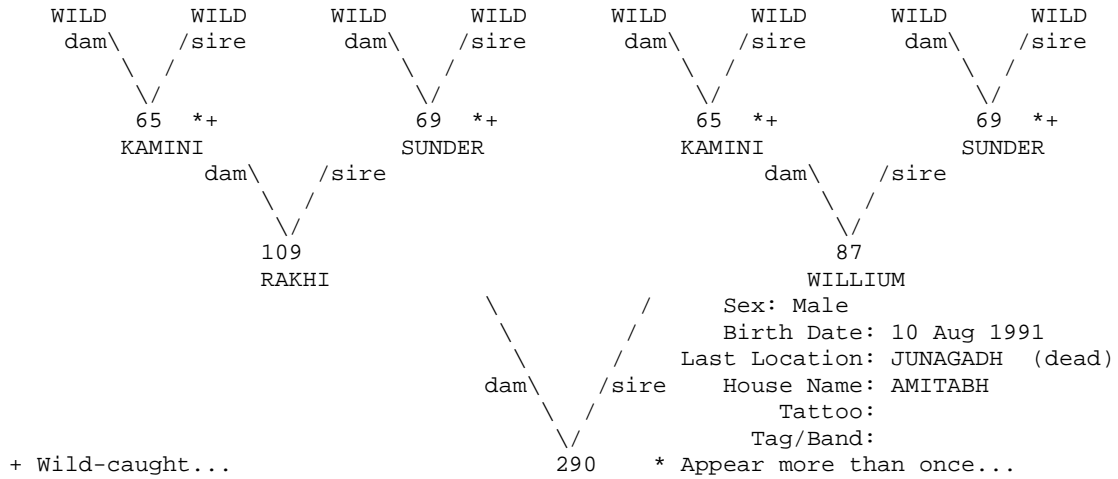 WILD WILD WILD WILD WILD WILD WILD WILD
dam\ /sire dam\ /sire dam\ /sire dam\ /sire
\ / \ / \ / \ /
\/ \/ \/ \/
65 *+ 69 *+ 65 *+ 69 *+
KAMINI SUNDER KAMINI SUNDER
dam\ /sire dam\ /sire
\ / \ /
\/ \/
109 87
RAKHI WILLIUM
\ / Sex: Male
\ / Birth Date: 10 Aug 1991
\ / Last Location: JUNAGADH (dead)
dam\ /sire House Name: AMITABH
\ / Tattoo:
\/ Tag/Band:
+ Wild-caught... 290 * Appear more than once...